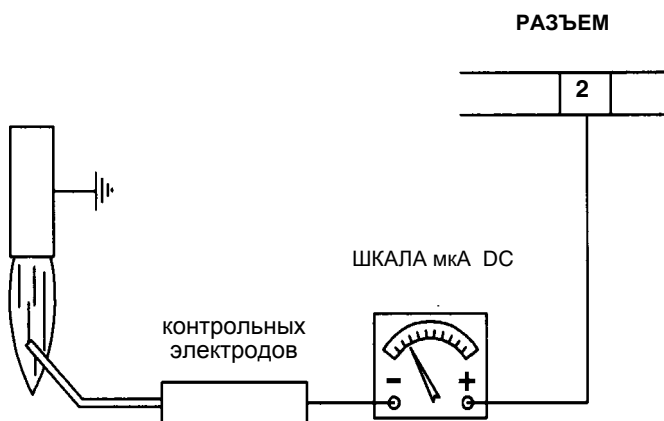 РАЗЪЕМ
2
ШКАЛА мкА DC
контрольных
электродов
- +